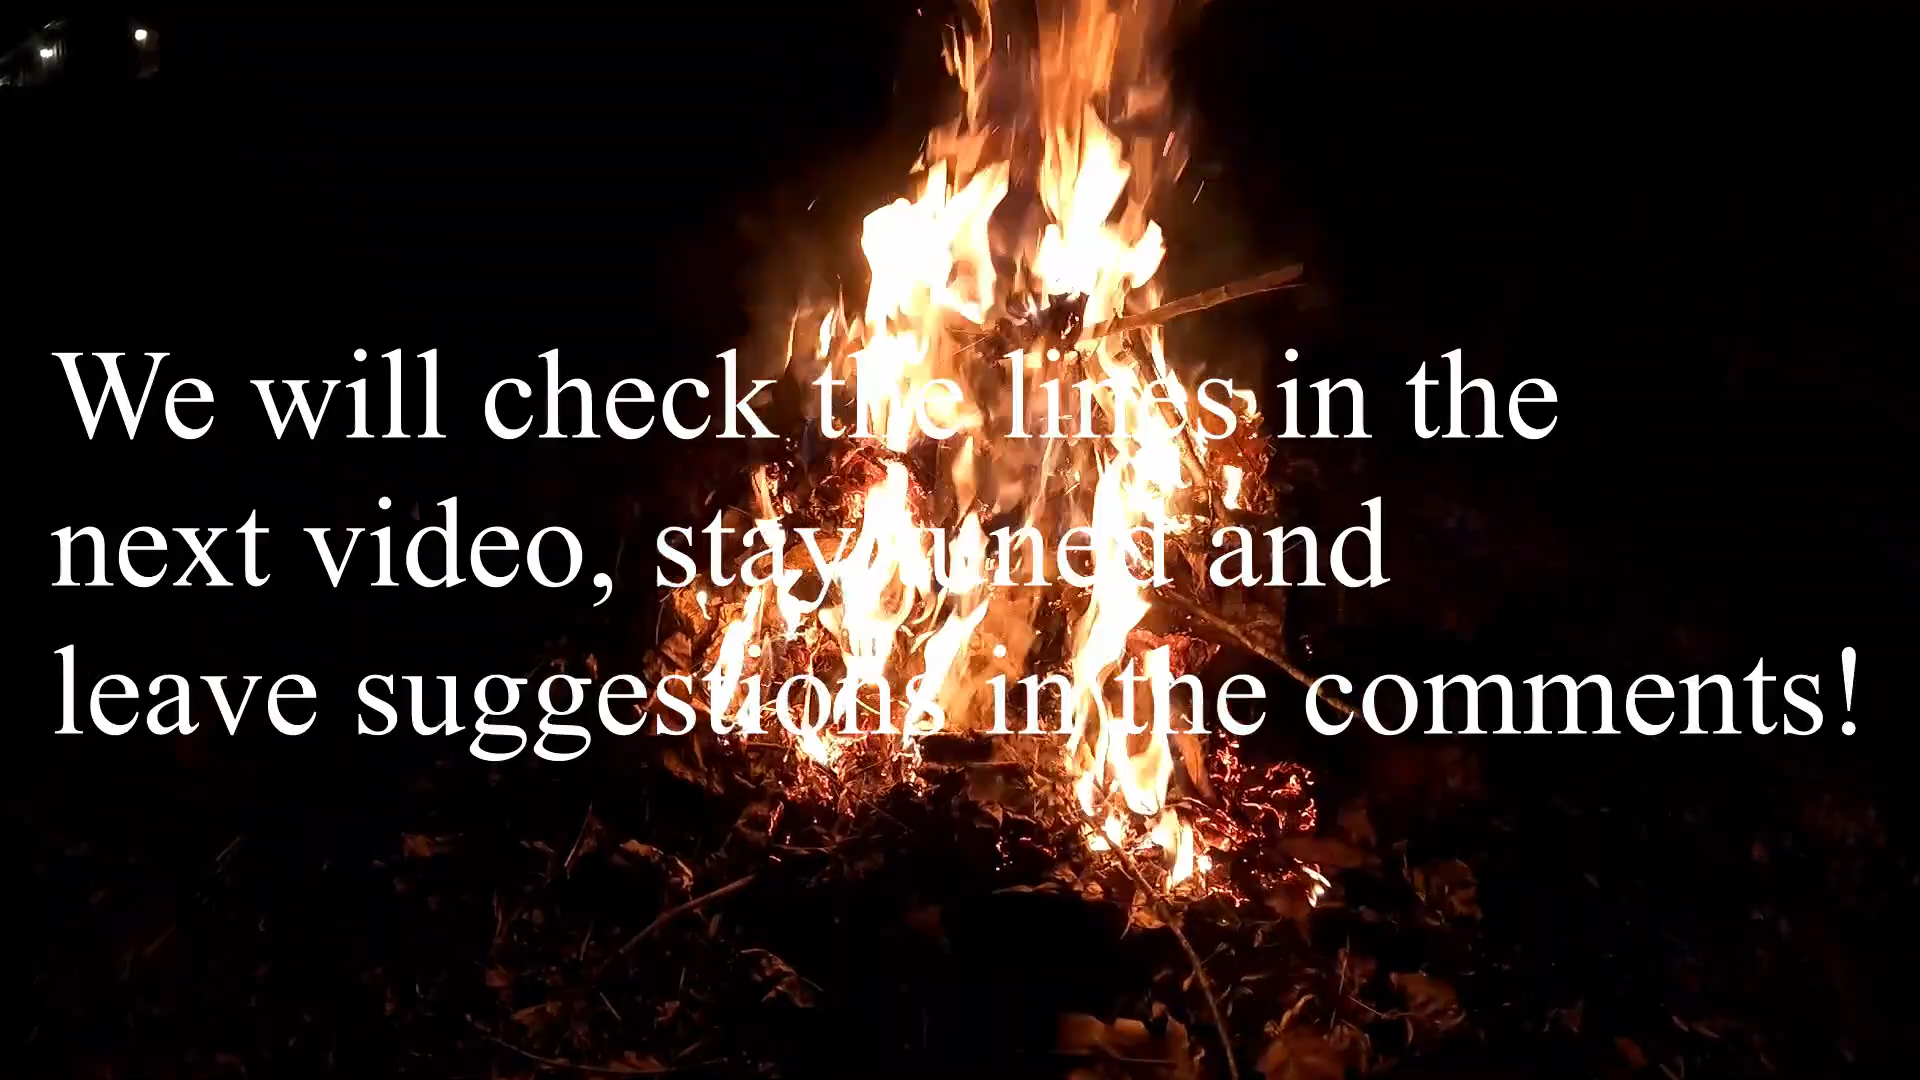 We will check the lines in the
next video, stay tuned and
leave suggestions in the comments!